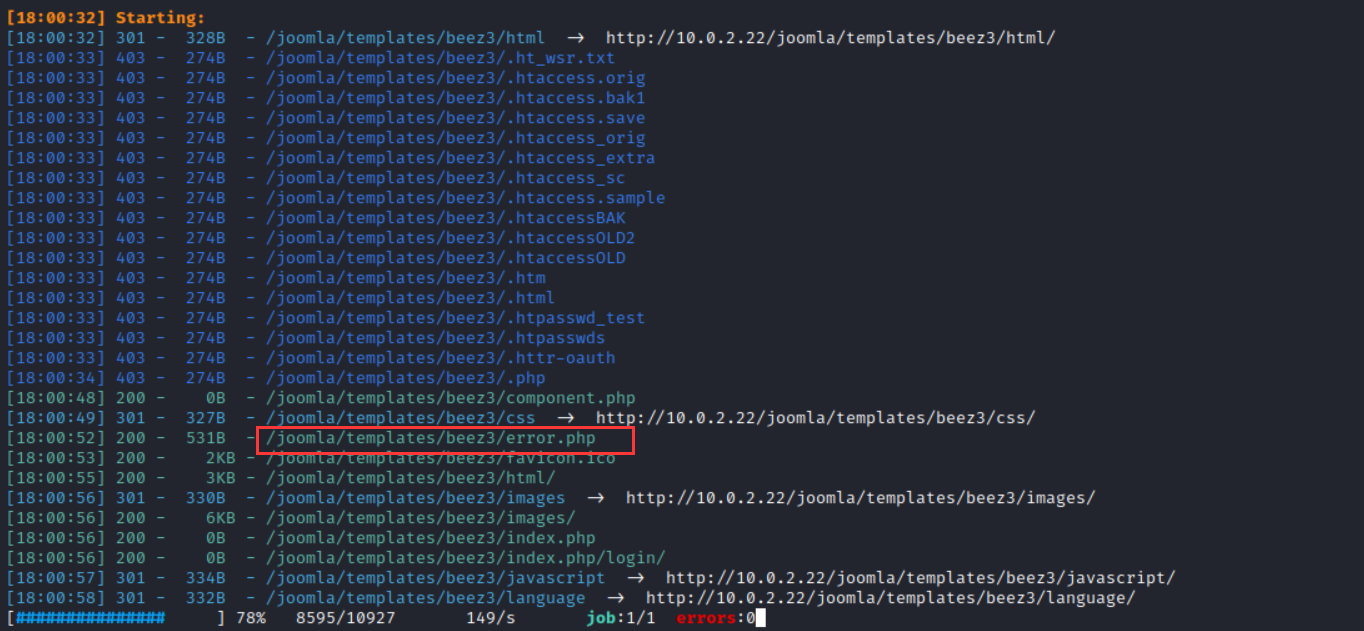 [18:00:32] Starting:
[18:00:32] 301 -  328B  - /joomla/templates/beez3/html  →  http://10.0.2.22/joomla/templates/beez3/html/
[18:00:33] 403 -  274B  - /joomla/templates/beez3/.ht_wsr.txt
[18:00:33] 403 -  274B  - /joomla/templates/beez3/.htaccess.orig
[18:00:33] 403 -  274B  - /joomla/templates/beez3/.htaccess.bak1
[18:00:33] 403 -  274B  - /joomla/templates/beez3/.htaccess.save
[18:00:33] 403 -  274B  - /joomla/templates/beez3/.htaccess_orig
[18:00:33] 403 -  274B  - /joomla/templates/beez3/.htaccess_extra
[18:00:33] 403 -  274B  - /joomla/templates/beez3/.htaccess_sc
[18:00:33] 403 -  274B  - /joomla/templates/beez3/.htaccess.sample
[18:00:33] 403 -  274B  - /joomla/templates/beez3/.htaccessBAK
[18:00:33] 403 -  274B  - /joomla/templates/beez3/.htaccessOLD2
[18:00:33] 403 -  274B  - /joomla/templates/beez3/.htaccessOLD
[18:00:33] 403 -  274B  - /joomla/templates/beez3/.htm
[18:00:33] 403 -  274B  - /joomla/templates/beez3/.html
[18:00:33] 403 -  274B  - /joomla/templates/beez3/.htpasswd_test
[18:00:33] 403 -  274B  - /joomla/templates/beez3/.htpasswds
[18:00:33] 403 -  274B  - /joomla/templates/beez3/.httr-oauth
[18:00:34] 403 -  274B  - /joomla/templates/beez3/.php
[18:00:48] 200 -    0B  - /joomla/templates/beez3/component.php
[18:00:49] 301 -  327B  - /joomla/templates/beez3/css  →  http://10.0.2.22/joomla/templates/beez3/css/
[18:00:52] 200 -  531B  - /joomla/templates/beez3/error.php
[18:00:53] 200 -    2KB - /joomla/templates/beez3/favicon.ico
[18:00:55] 200 -    3KB - /joomla/templates/beez3/html/
[18:00:56] 301 -  330B  - /joomla/templates/beez3/images  →  http://10.0.2.22/joomla/templates/beez3/images/
[18:00:56] 200 -    6KB - /joomla/templates/beez3/images/
[18:00:56] 200 -    0B  - /joomla/templates/beez3/index.php
[18:00:56] 200 -    0B  - /joomla/templates/beez3/index.php/login/
[18:00:57] 301 -  334B  - /joomla/templates/beez3/javascript  →  http://10.0.2.22/joomla/templates/beez3/javascript/
[18:00:58] 301 -  332B  - /joomla/templates/beez3/language  →  http://10.0.2.22/joomla/templates/beez3/language/
[###############     ] 78%   8595/10927       149/s       job:1/1  errors:0